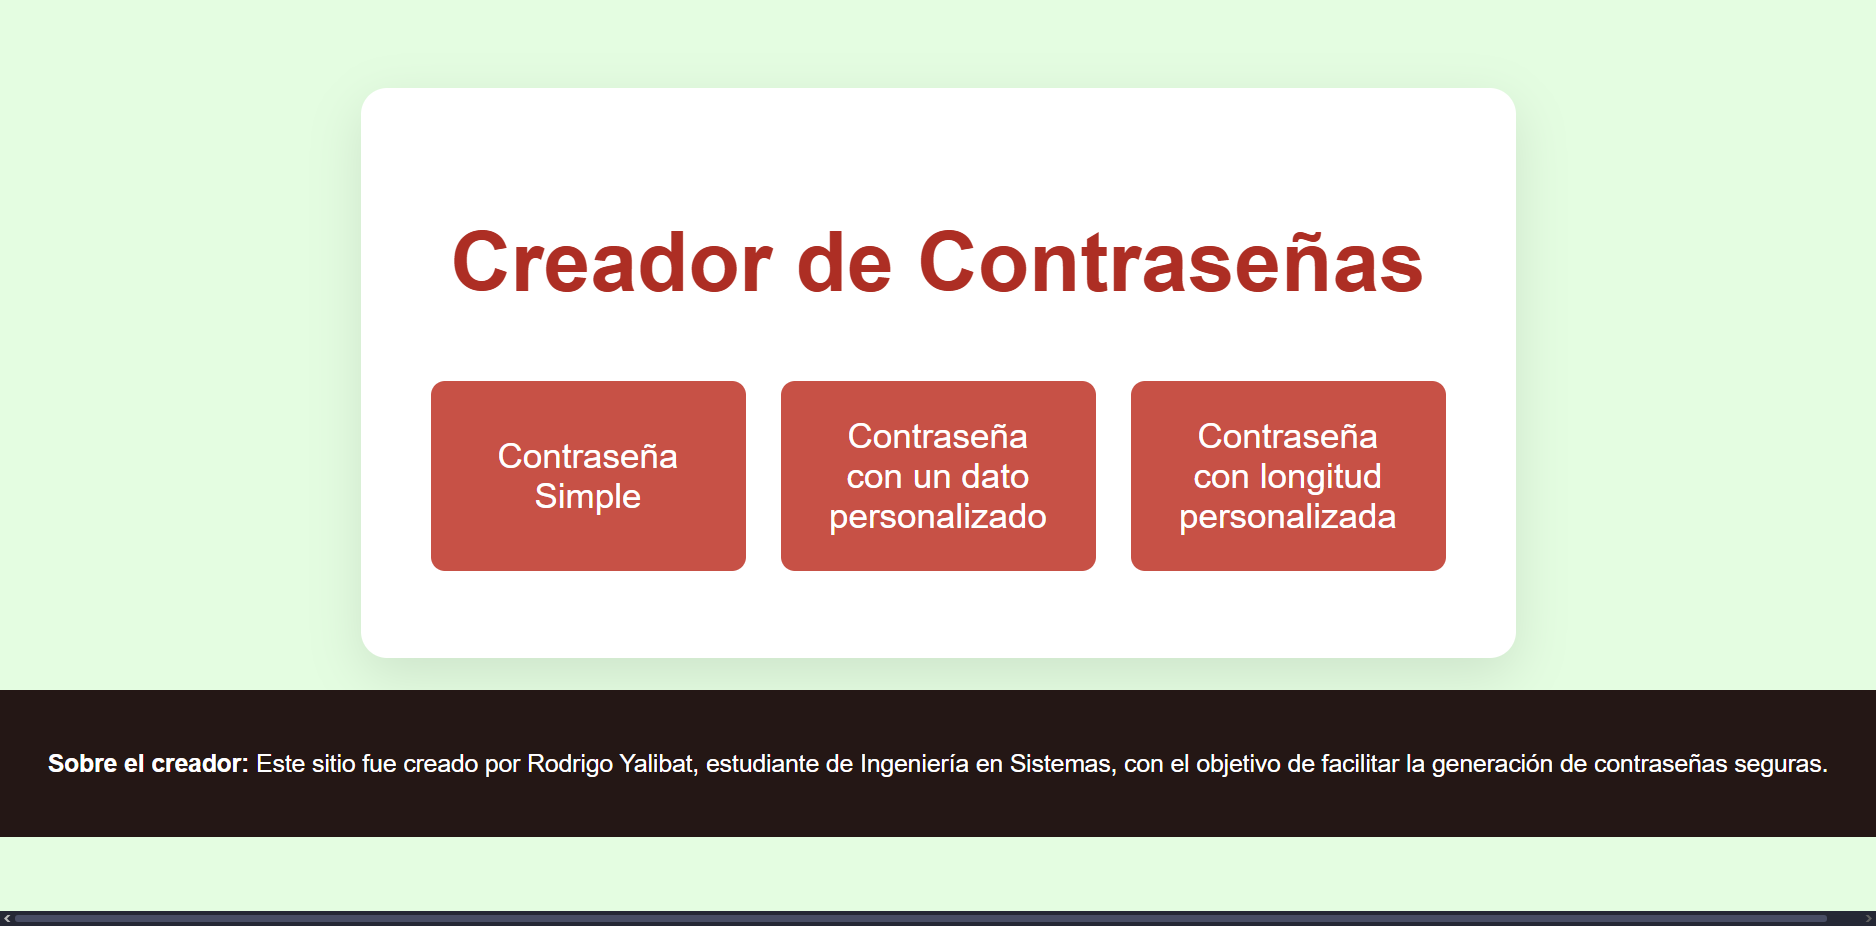 Creador de Contraseñas
Contraseña
Simple
Contraseña
con un dato
personalizado
Contraseña
con longitud
personalizada
Sobre el creador: Este sitio fue creado por Rodrigo Yalibat, estudiante de Ingeniería en Sistemas, con el objetivo de facilitar la generación de contraseñas seguras.